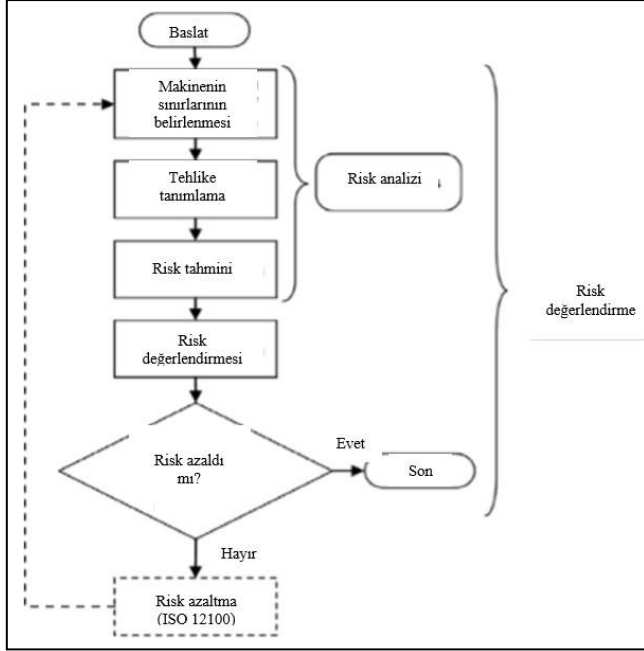 Baslat
Makinenin
sınırlarının
belirlenmesi
Tehlike
tanımlama
Risk analizi
Risk tahmini
Risk
değerlendirme
Risk
değerlendirmesi
Risk azaldı
mı?
Evet
Son
Hayır
Risk azaltma
(ISO 12100)